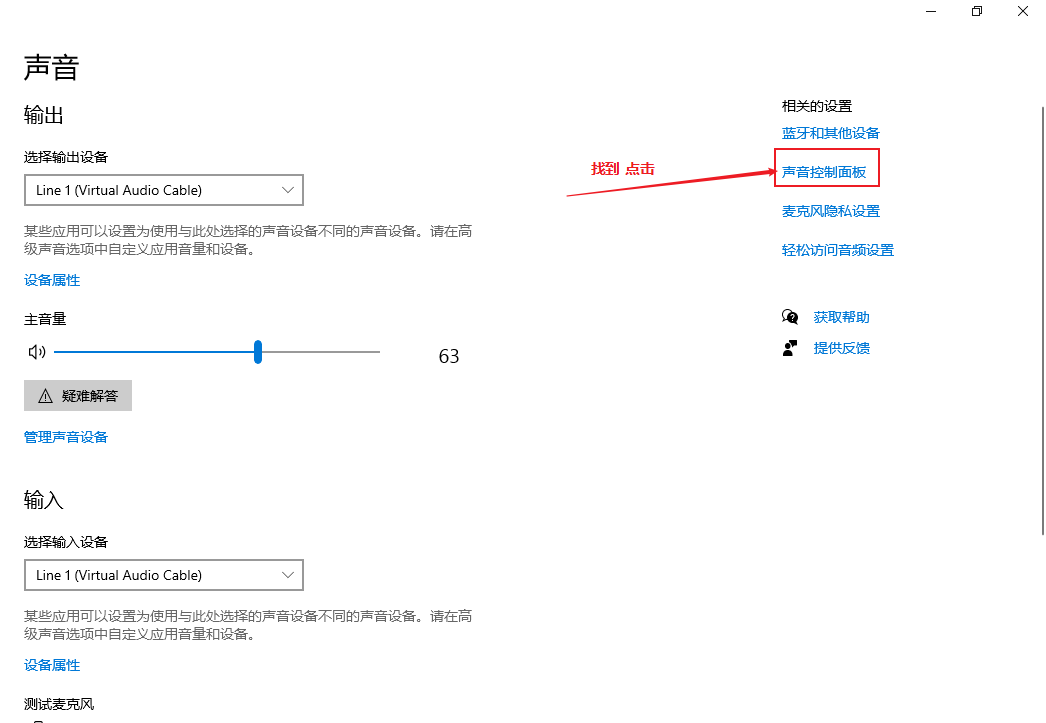 声音
输出
选择输出设备
Line 1 (Virtual Audio Cable)
某些应用可以设置为使用与此处选择的声音设备不同的声音设备。请在高
级声音选项中自定义应用音量和设备。
设备属性
主音量
63
疑难解答
管理声音设备
输入
选择输入设备
Line 1 (Virtual Audio Cable)
某些应用可以设置为使用与此处选择的声音设备不同的声音设备。请在高
级声音选项中自定义应用音量和设备。
设备属性
测试麦克风
找到 点击
相关的设置
蓝牙和其他设备
声音控制面板
麦克风隐私设置
轻松访问音频设置
获取帮助
提供反馈